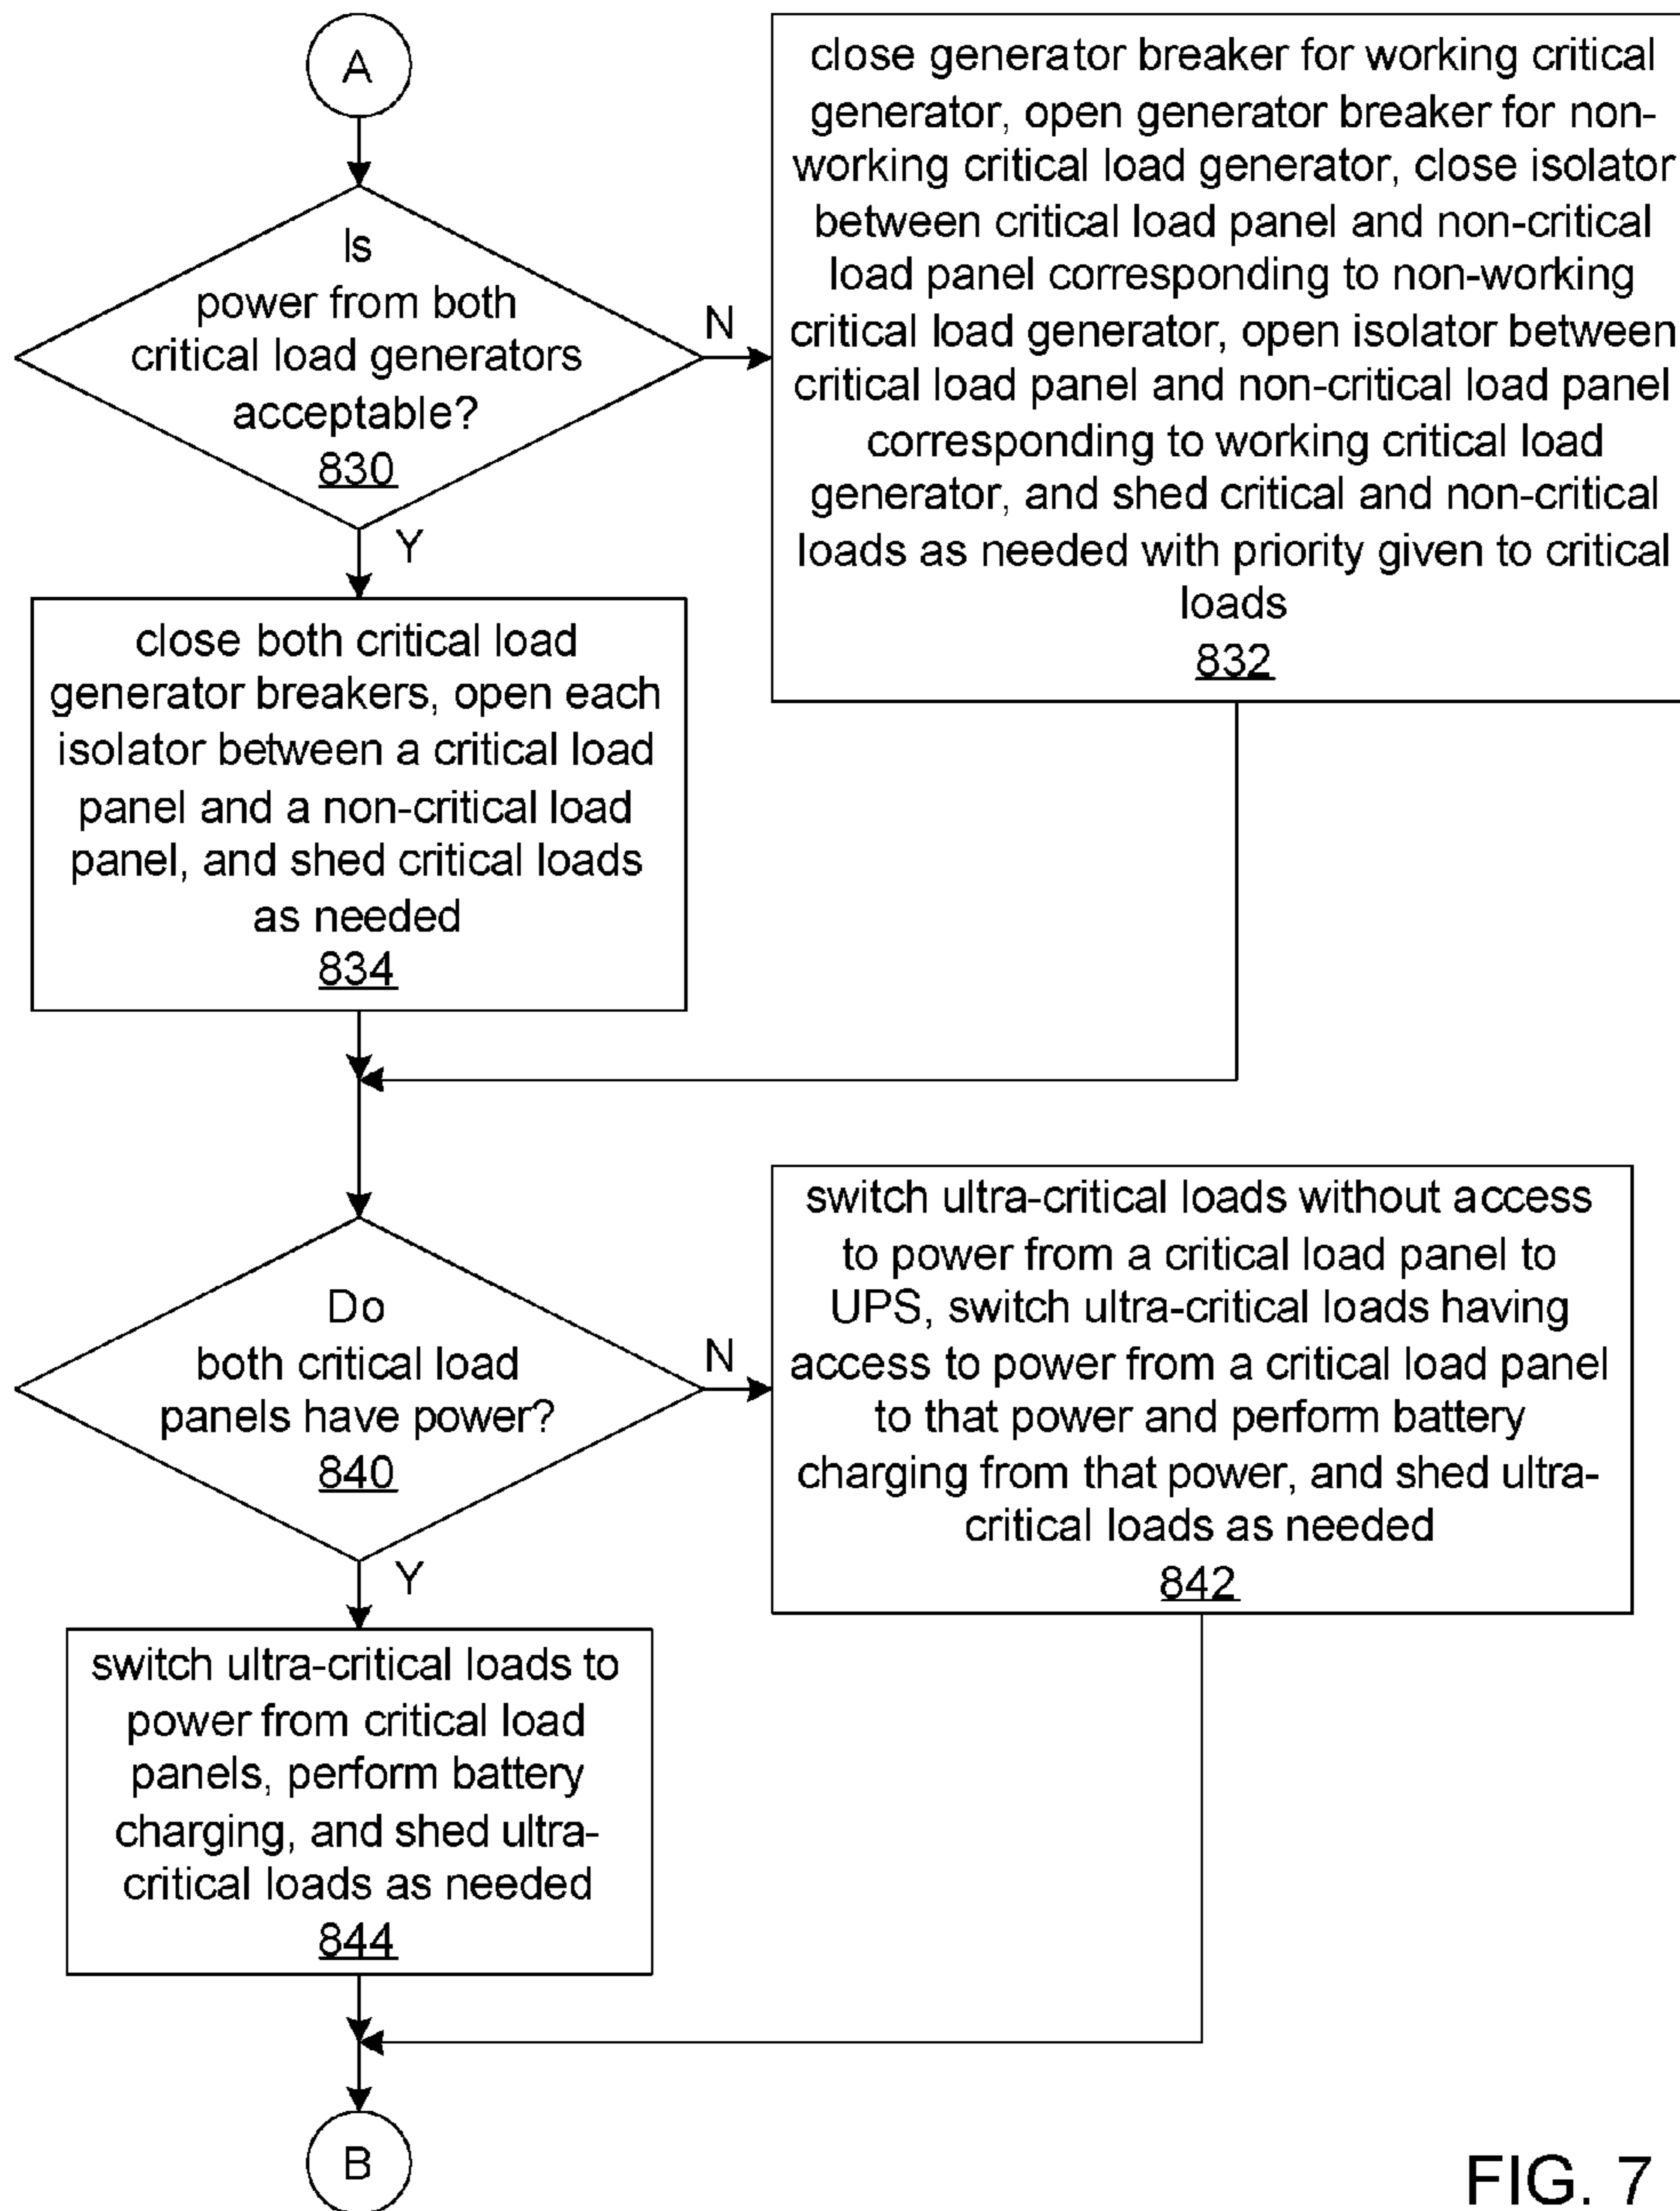 A
Is
power from both
critical load generators
acceptable?
830
N
close generator breaker for working critical
generator, open generator breaker for non-
working critical load generator, close isolator
between critical load panel and non-critical
load panel corresponding to non-working
critical load generator, open isolator between
critical load panel and non-critical load panel
corresponding to working critical load
generator, and shed critical and non-critical
loads as needed with priority given to critical
loads
832
Y
close both critical load
generator breakers, open each
isolator between a critical load
panel and a non-critical load
panel, and shed critical loads
as needed
834
Do
both critical load
panels have power?
840
N
switch ultra-critical loads without access
to power from a critical load panel to
UPS, switch ultra-critical loads having
access to power from a critical load panel
to that power and perform battery
charging from that power, and shed ultra-
critical loads as needed
842
Y
switch ultra-critical loads to
power from critical load
panels, perform battery
charging, and shed ultra-
critical loads as needed
844
B
FIG. 7